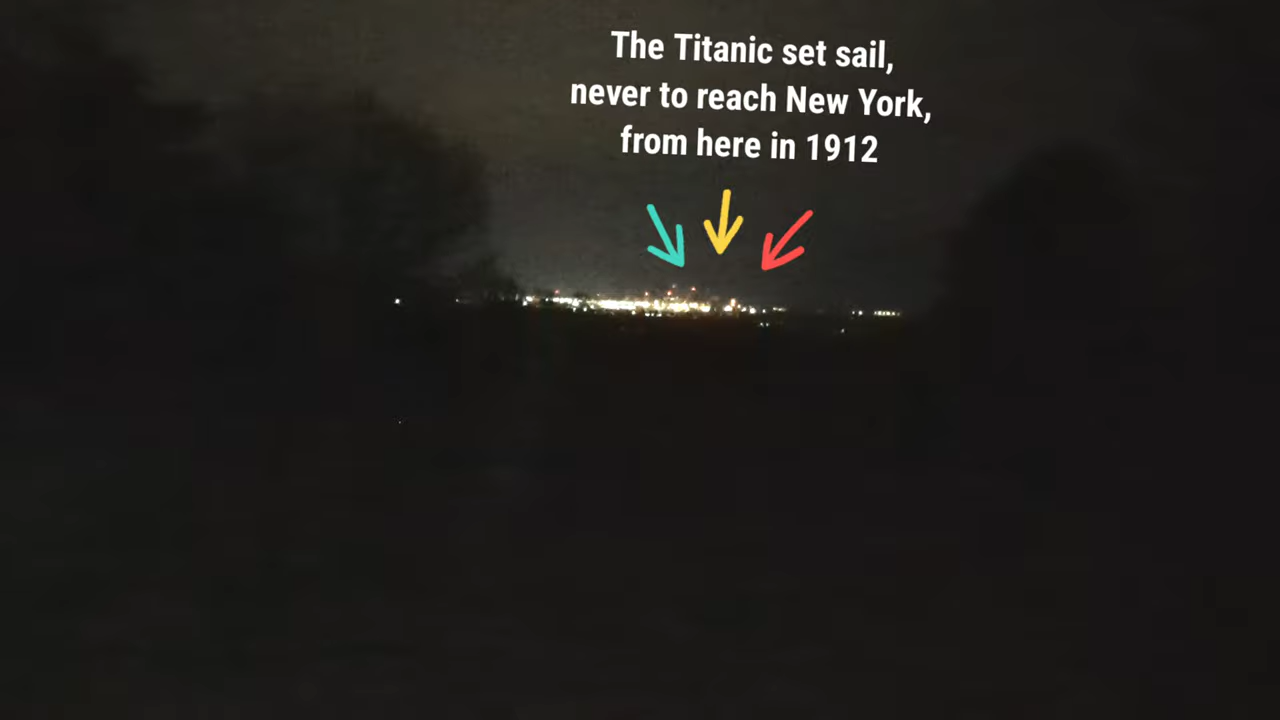 The Titanic set sail,
never to reach New York,
from here in 1912